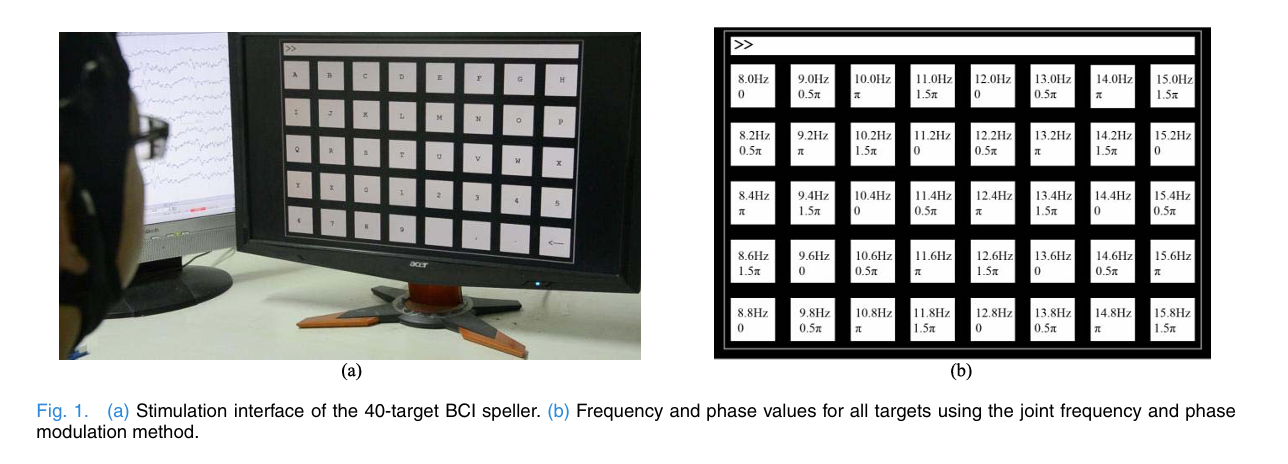 >>
A B C D E F G H
I J K L M N O P
Q R S T U V W X
Y Z 0 1 2 3 4 5
6 7 8 9 , . <—
acer
(a)
>>
8.0Hz 9.0Hz 10.0Hz 11.0Hz 12.0Hz 13.0Hz 14.0Hz 15.0Hz
0 0.5π π 1.5π 0 0.5π π 1.5π
8.2Hz 9.2Hz 10.2Hz 11.2Hz 12.2Hz 13.2Hz 14.2Hz 15.2Hz
0.5π π 1.5π 0 0.5π π 1.5π 0
8.4Hz 9.4Hz 10.4Hz 11.4Hz 12.4Hz 13.4Hz 14.4Hz 15.4Hz
π 1.5π 0 0.5π π 1.5π 0 0.5π
8.6Hz 9.6Hz 10.6Hz 11.6Hz 12.6Hz 13.6Hz 14.6Hz 15.6Hz
1.5π 0 0.5π π 1.5π 0 0.5π π
8.8Hz 9.8Hz 10.8Hz 11.8Hz 12.8Hz 13.8Hz 14.8Hz 15.8Hz
0 0.5π π 1.5π 0 0.5π π 1.5π
(b)
Fig. 1. (a) Stimulation interface of the 40-target BCI speller. (b) Frequency and phase values for all targets using the joint frequency and phase
modulation method.